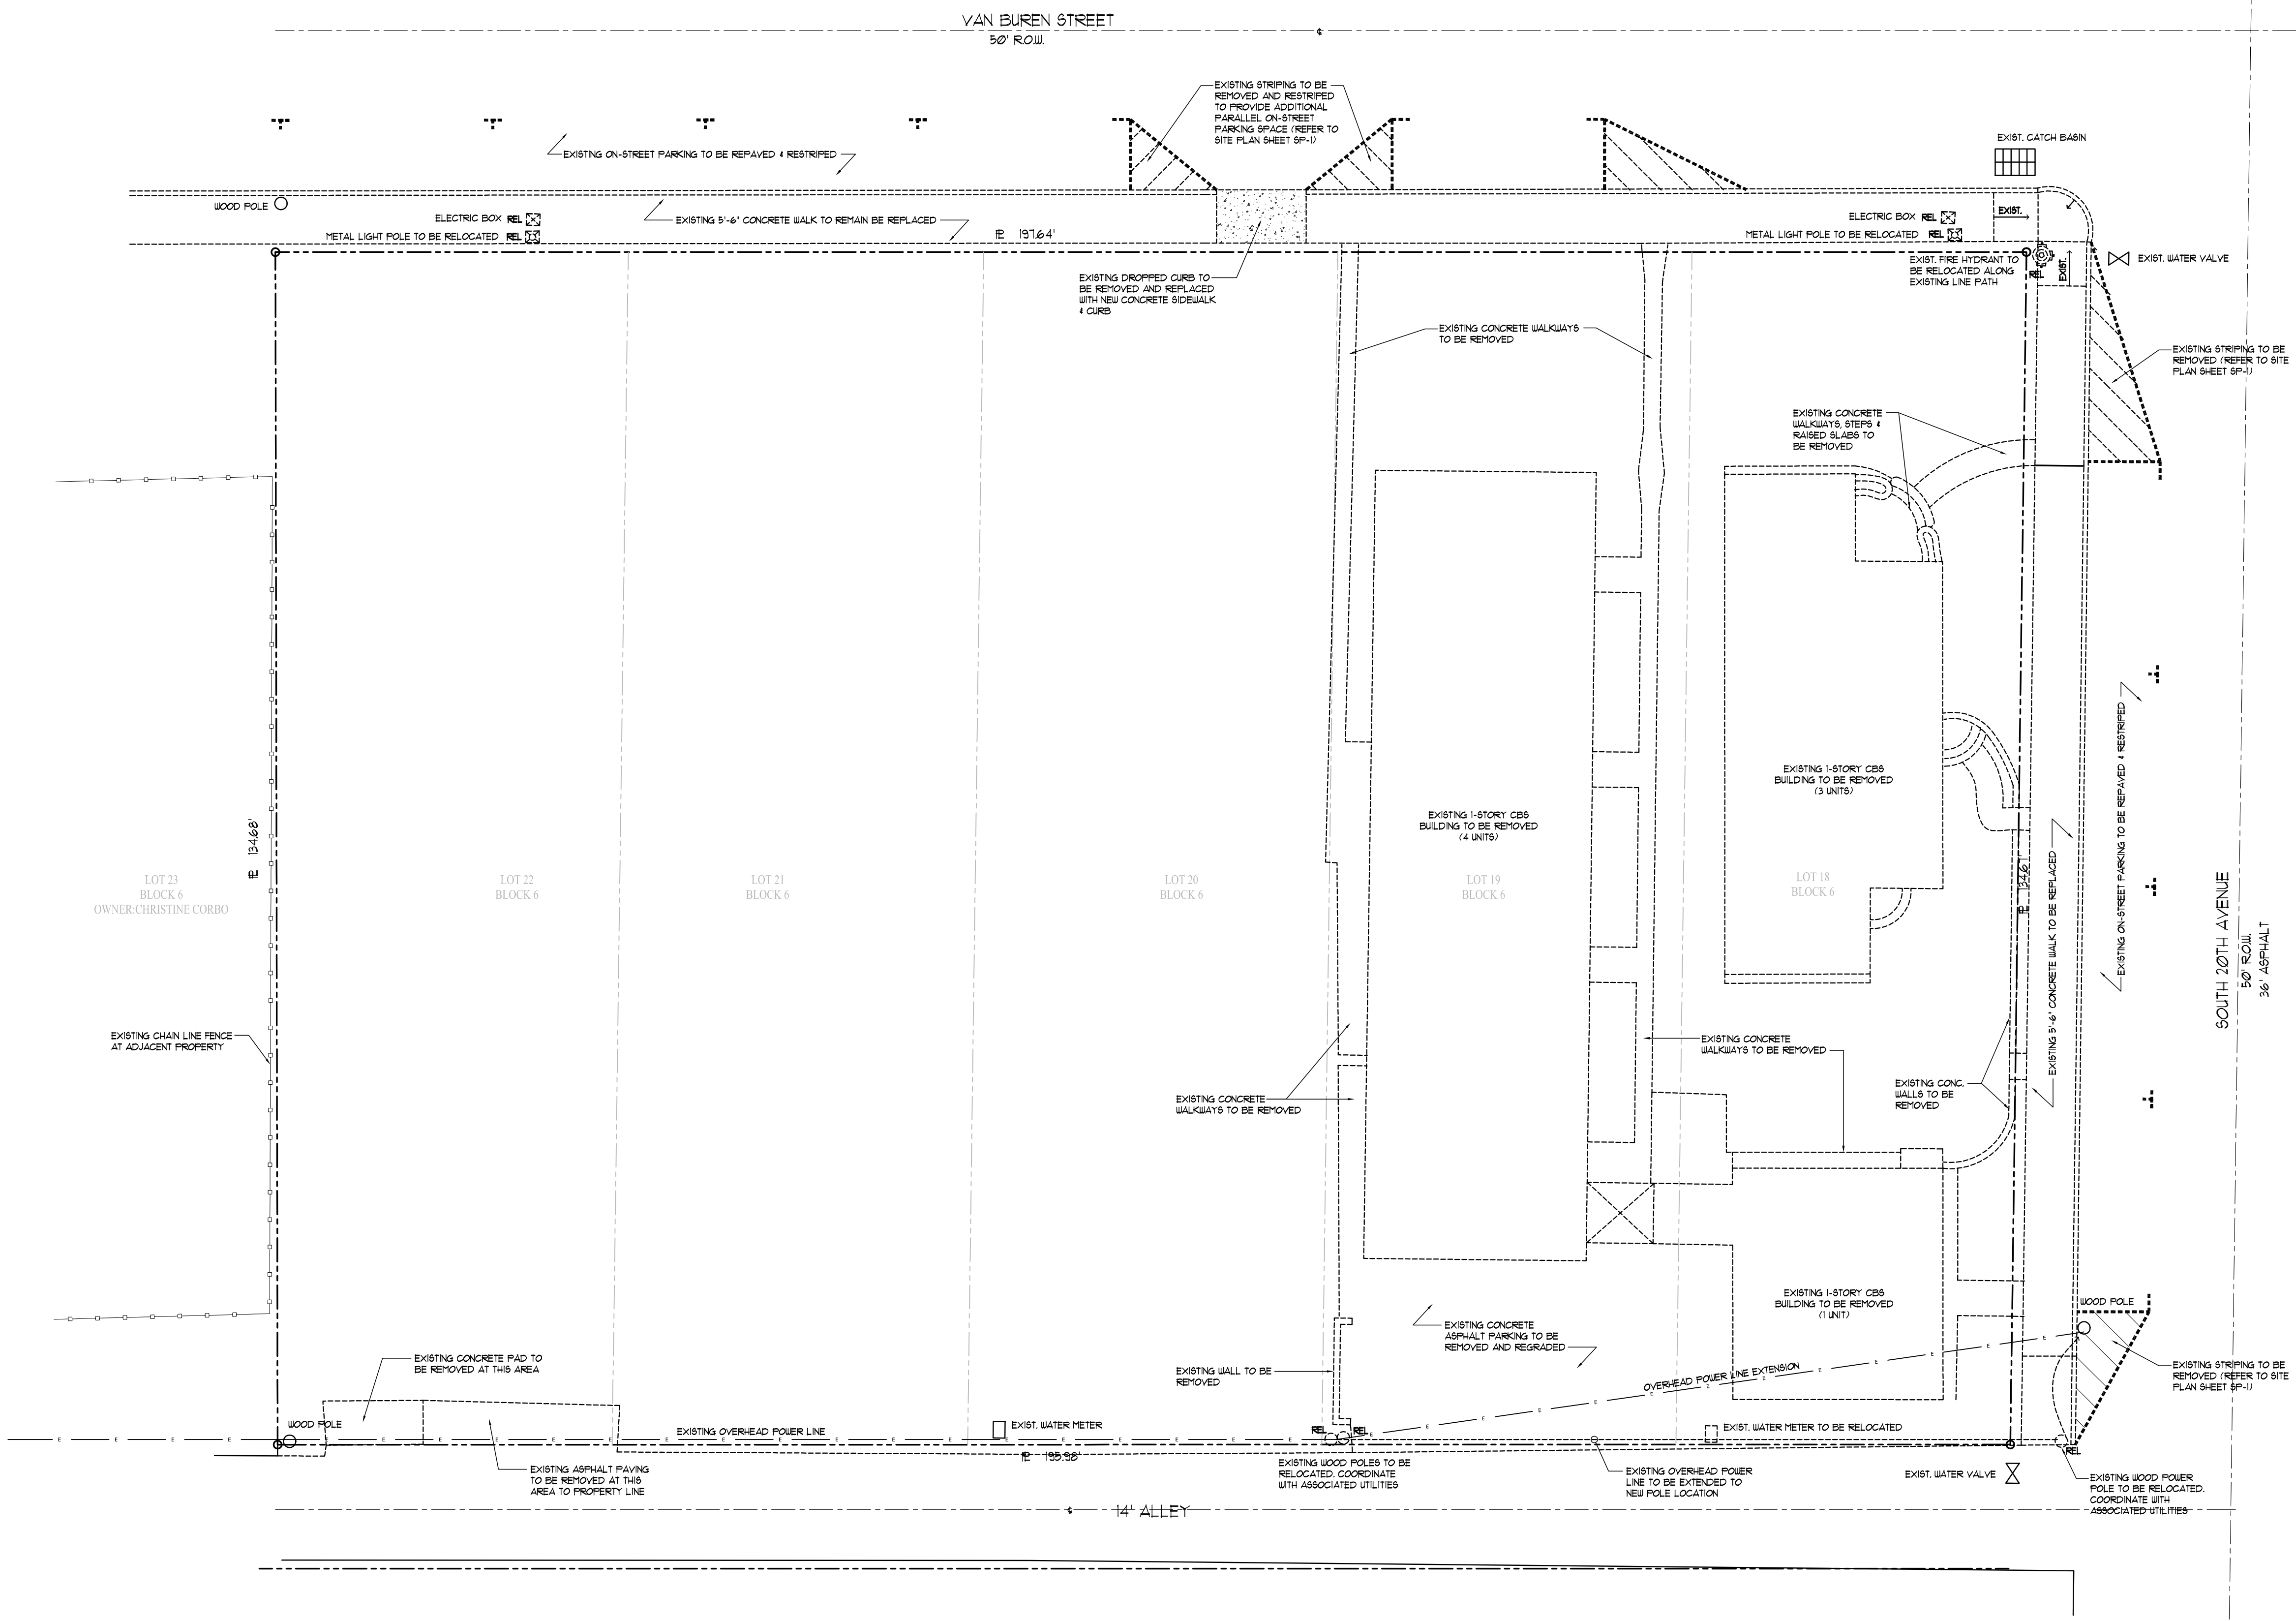 VAN BUREN STREET
50' R.O.W.
EXISTING STRIPING TO BE
REMOVED AND RESTRIPED
TO PROVIDE ADDITIONAL
PARALLEL ON-STREET
PARKING SPACE (REFER TO
SITE PLAN SHEET SP-1)
EXISTING ON-STREET PARKING TO BE REPAVED & RESTRIPED
EXIST. CATCH BASIN
WOOD POLE
ELECTRIC BOX REL
EXISTING 5'-6" CONCRETE WALK TO REMAIN BE REPLACED
METAL LIGHT POLE TO BE RELOCATED REL
197.64'
ELECTRIC BOX REL
METAL LIGHT POLE TO BE RELOCATED REL
EXIST.
EXIST. FIRE HYDRANT TO
BE RELOCATED ALONG
EXISTING LINE PATH
REL
EXIST.
EXIST. WATER VALVE
EXISTING DROPPED CURB TO
BE REMOVED AND REPLACED
WITH NEW CONCRETE SIDEWALK
& CURB
EXISTING CONCRETE WALKWAYS
TO BE REMOVED
EXISTING STRIPING TO BE
REMOVED (REFER TO SITE
PLAN SHEET SP-1)
EXISTING CONCRETE
WALKWAYS, STEPS &
RAISED SLABS TO
BE REMOVED
EXISTING 1-STORY CBS
BUILDING TO BE REMOVED
(3 UNITS)
EXISTING 1-STORY CBS
BUILDING TO BE REMOVED
(4 UNITS)
134.68'
LOT 23
BLOCK 6
OWNER:CHRISTINE CORBO
LOT 22
BLOCK 6
LOT 21
BLOCK 6
LOT 20
BLOCK 6
LOT 19
BLOCK 6
LOT 18
BLOCK 6
134.61'
EXISTING 5'-6" CONCRETE WALK TO BE REPLACED
EXISTING ON-STREET PARKING TO BE REPAVED & RESTRIPED
SOUTH 20TH AVENUE
50' R.O.W.
36' ASPHALT
EXISTING CHAIN LINE FENCE
AT ADJACENT PROPERTY
EXISTING CONCRETE
WALKWAYS TO BE REMOVED
EXISTING CONCRETE
WALKWAYS TO BE REMOVED
EXISTING CONC.
WALLS TO BE
REMOVED
EXISTING 1-STORY CBS
BUILDING TO BE REMOVED
(1 UNIT)
WOOD POLE
EXISTING CONCRETE
ASPHALT PARKING TO BE
REMOVED AND REGRADED
EXISTING CONCRETE PAD TO
BE REMOVED AT THIS AREA
EXISTING WALL TO BE
REMOVED
OVERHEAD POWER LINE EXTENSION
EXISTING STRIPING TO BE
REMOVED (REFER TO SITE
PLAN SHEET SP-1)
WOOD POLE
EXISTING OVERHEAD POWER LINE
EXIST. WATER METER
REL
REL
EXIST. WATER METER TO BE RELOCATED
REL
195.98'
EXISTING ASPHALT PAVING
TO BE REMOVED AT THIS
AREA TO PROPERTY LINE
EXISTING WOOD POLES TO BE
RELOCATED. COORDINATE
WITH ASSOCIATED UTILITIES
EXISTING OVERHEAD POWER
LINE TO BE EXTENDED TO
NEW POLE LOCATION
EXIST. WATER VALVE
EXISTING WOOD POWER
POLE TO BE RELOCATED.
COORDINATE WITH
ASSOCIATED UTILITIES
14' ALLEY